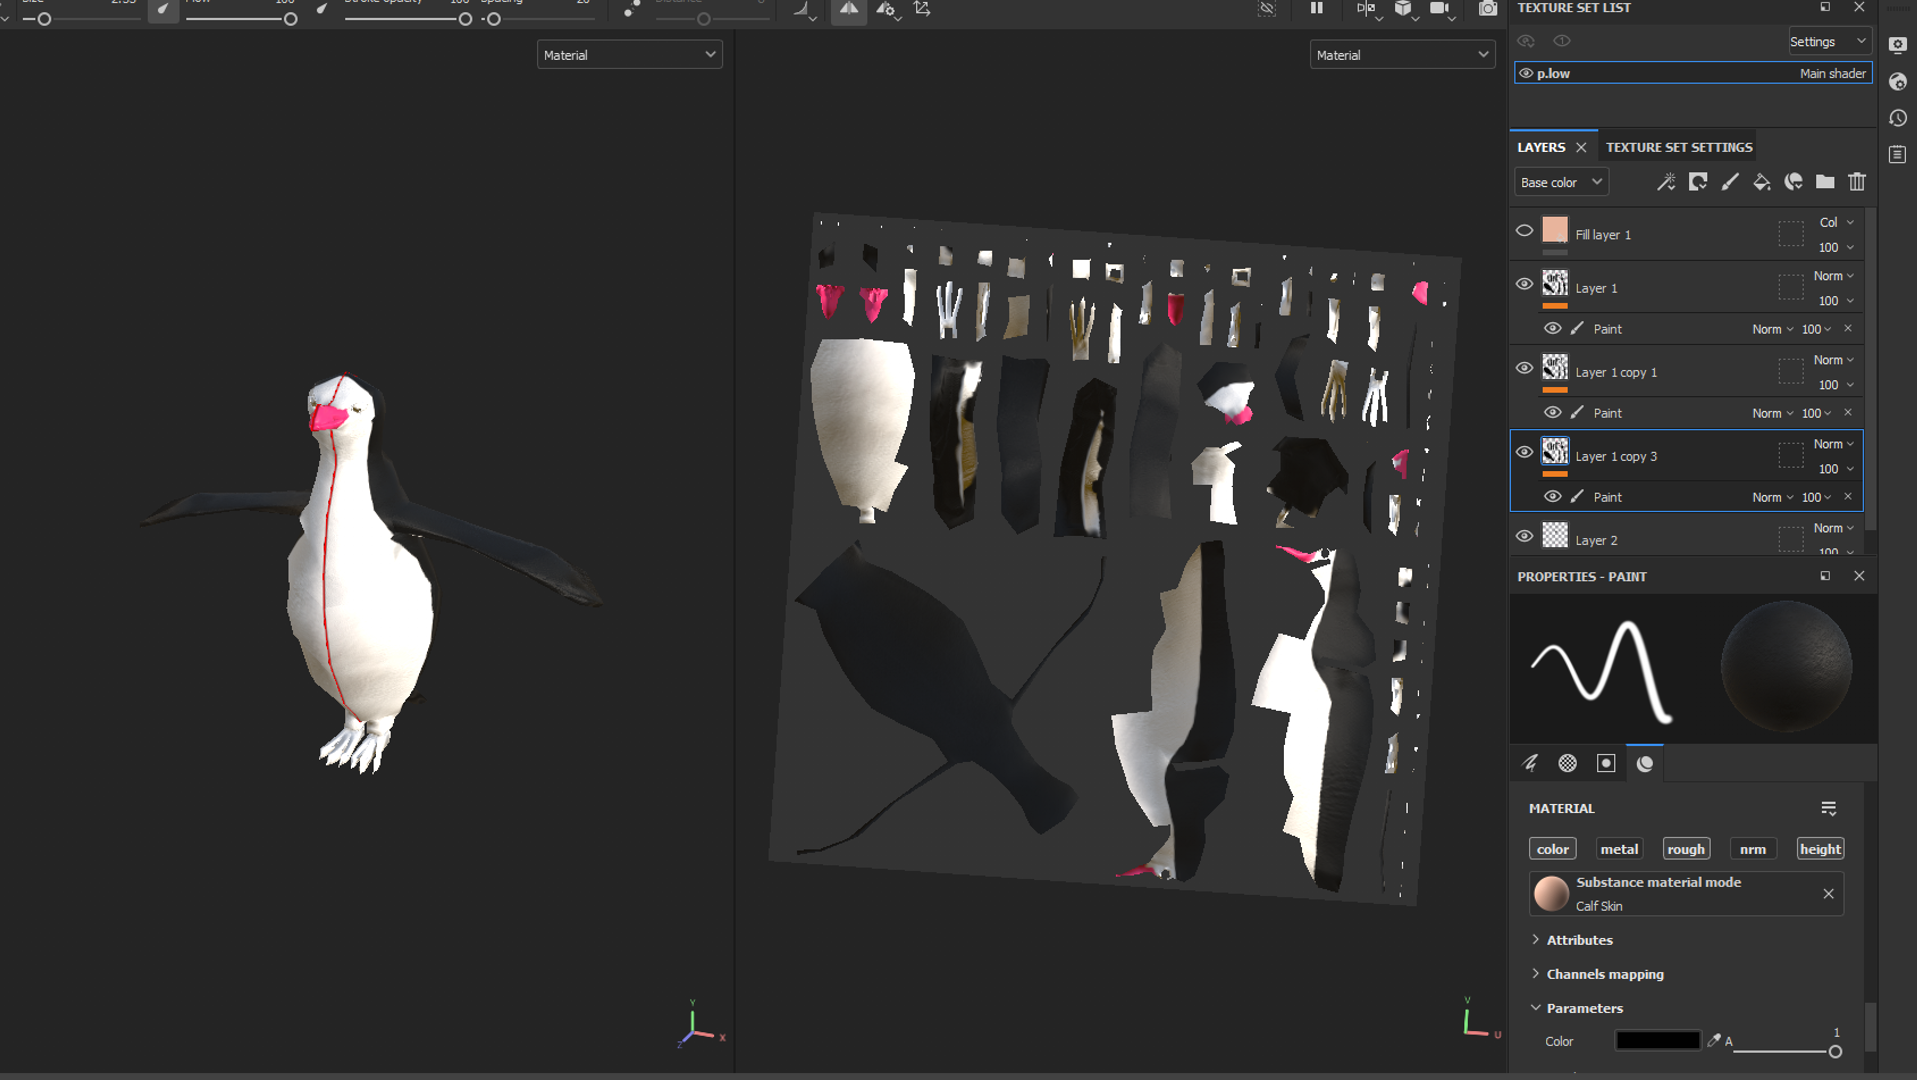 Size 2.53 Flow 100 Stroke opacity 100 Spacing 20 Distance 8
TEXTURE SET LIST
Settings
p.low Main shader
Material
Material
LAYERS
TEXTURE SET SETTINGS
Base color
Fill layer 1 Col
100
Layer 1 Norm
100
Paint Norm 100
Layer 1 copy 1 Norm
100
Paint Norm 100
Layer 1 copy 3 Norm
100
Paint Norm 100
Layer 2 Norm
100
PROPERTIES - PAINT
MATERIAL
color metal rough nrm height
Substance material mode
Calf Skin
Attributes
Channels mapping
Parameters
Color A 1
Y
X
Z
V
U